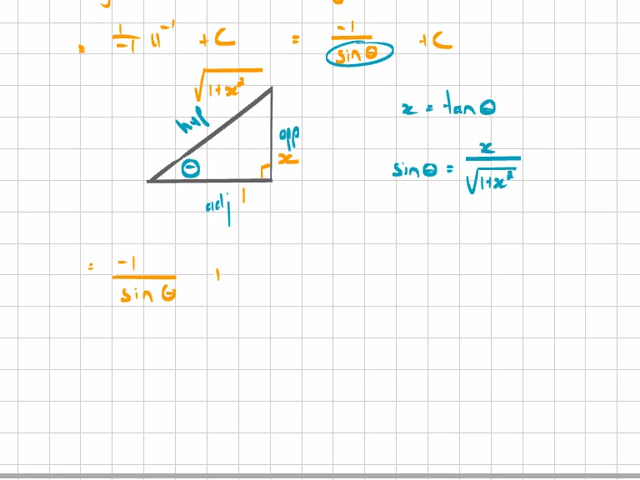 = 1/-1 u⁻¹ + C = -1/sin θ + C
√(1+x²)
hyp
opp
x
θ
adj 1
x = tan θ
sin θ = x/√(1+x²)
= -1/sin θ